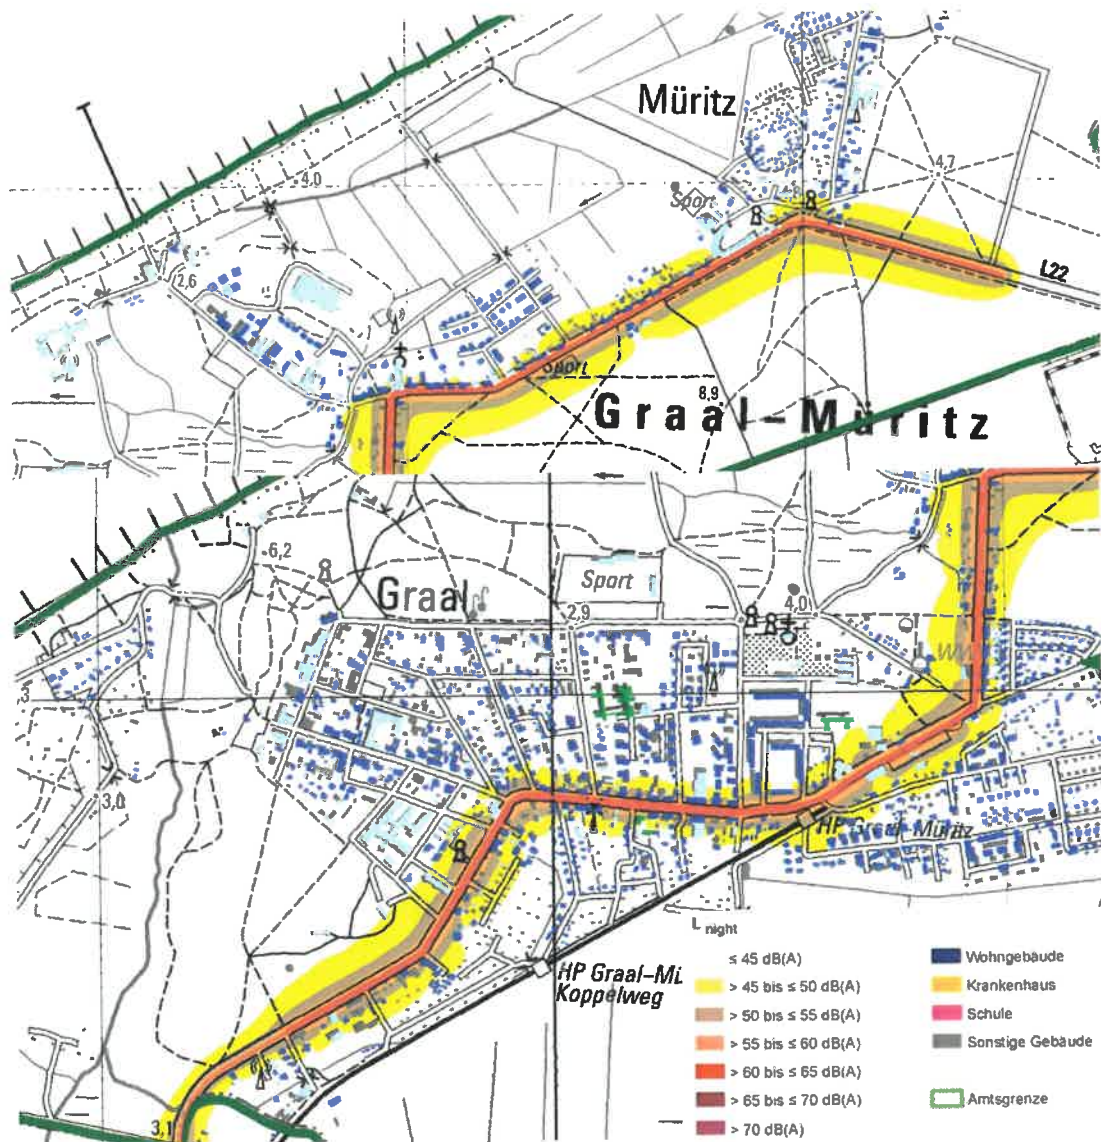 Müritz
4,0
4,7
Sport
2,6
L22
Sport
8,9
Graal-Müritz
6,2
Graal
Sport
2,9
4,0
WW
3,0
HP Graal-Müritz
HP Graal-Mü.
Koppelweg
3,1
L night
≤ 45 dB(A)
> 45 bis ≤ 50 dB(A)
> 50 bis ≤ 55 dB(A)
> 55 bis ≤ 60 dB(A)
> 60 bis ≤ 65 dB(A)
> 65 bis ≤ 70 dB(A)
> 70 dB(A)
Wohngebäude
Krankenhaus
Schule
Sonstige Gebäude
Amtsgrenze